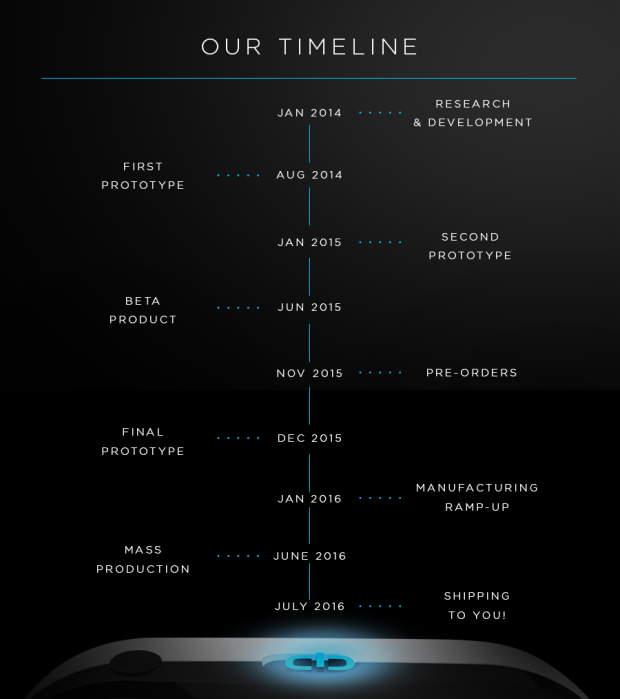 OUR TIMELINE
JAN 2014
RESEARCH
& DEVELOPMENT
FIRST
PROTOTYPE
AUG 2014
JAN 2015
SECOND
PROTOTYPE
BETA
PRODUCT
JUN 2015
NOV 2015
PRE-ORDERS
FINAL
PROTOTYPE
DEC 2015
JAN 2016
MANUFACTURING
RAMP-UP
MASS
PRODUCTION
JUNE 2016
JULY 2016
SHIPPING
TO YOU!